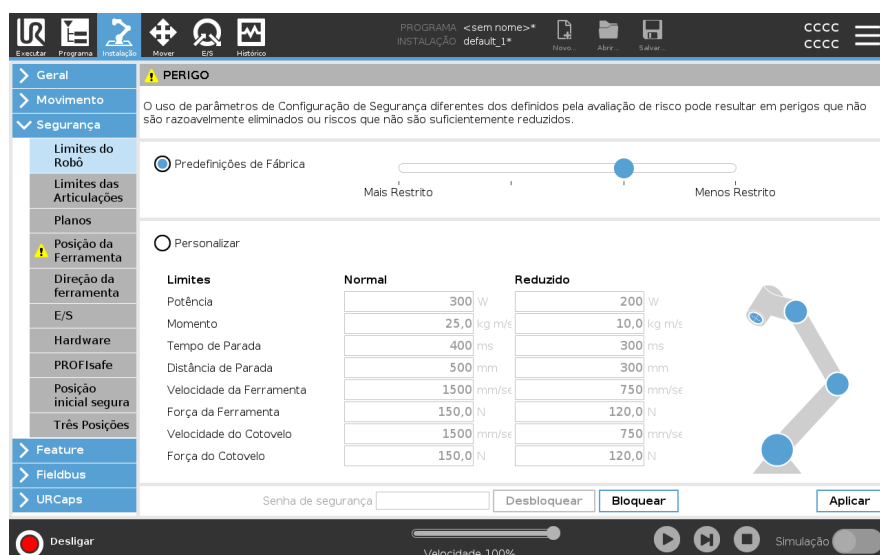 UR
Executar
Programa
Instalação
Mover
E/S
Histórico
PROGRAMA <sem nome>*
INSTALAÇÃO default_1*
Novo...
Abrir...
Salvar...
CCCC
CCCC
Geral
Movimento
Segurança
Limites do
Robô
Limites das
Articulações
Planos
Posição da
Ferramenta
Direção da
ferramenta
E/S
Hardware
PROFIsafe
Posição
inicial segura
Três Posições
Feature
Fieldbus
URCaps
PERIGO
O uso de parâmetros de Configuração de Segurança diferentes dos definidos pela avaliação de risco pode resultar em perigos que não
são razoavelmente eliminados ou riscos que não são suficientemente reduzidos.
Predefinições de Fábrica
Mais Restrito
Menos Restrito
Personalizar
Limites Normal Reduzido
Potência 300 W 200 W
Momento 25,0 kg m/s 10,0 kg m/s
Tempo de Parada 400 ms 300 ms
Distância de Parada 500 mm 300 mm
Velocidade da Ferramenta 1500 mm/se 750 mm/se
Força da Ferramenta 150,0 N 120,0 N
Velocidade do Cotovelo 1500 mm/se 750 mm/se
Força do Cotovelo 150,0 N 120,0 N
Senha de segurança Desbloquear Bloquear Aplicar
Desligar
Velocidade 100%
Simulação